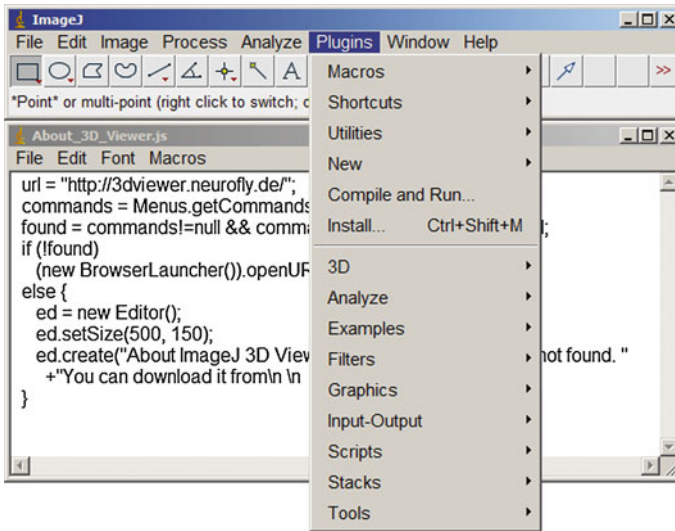 ImageJ
File Edit Image Process Analyze Plugins Window Help
A >>
*Point* or multi-point (right click to switch;
About_3D_Viewer.js
File Edit Font Macros
url = "http://3dviewer.neurofly.de/";
commands = Menus.getCommands
found = commands!=null && comma l;
if (!found)
(new BrowserLauncher()).openUR
else {
ed = new Editor();
ed.setSize(500, 150);
ed.create("About ImageJ 3D View not found. "
+"You can download it from\n \n
}
Macros
Shortcuts
Utilities
New
Compile and Run...
Install... Ctrl+Shift+M
3D
Analyze
Examples
Filters
Graphics
Input-Output
Scripts
Stacks
Tools